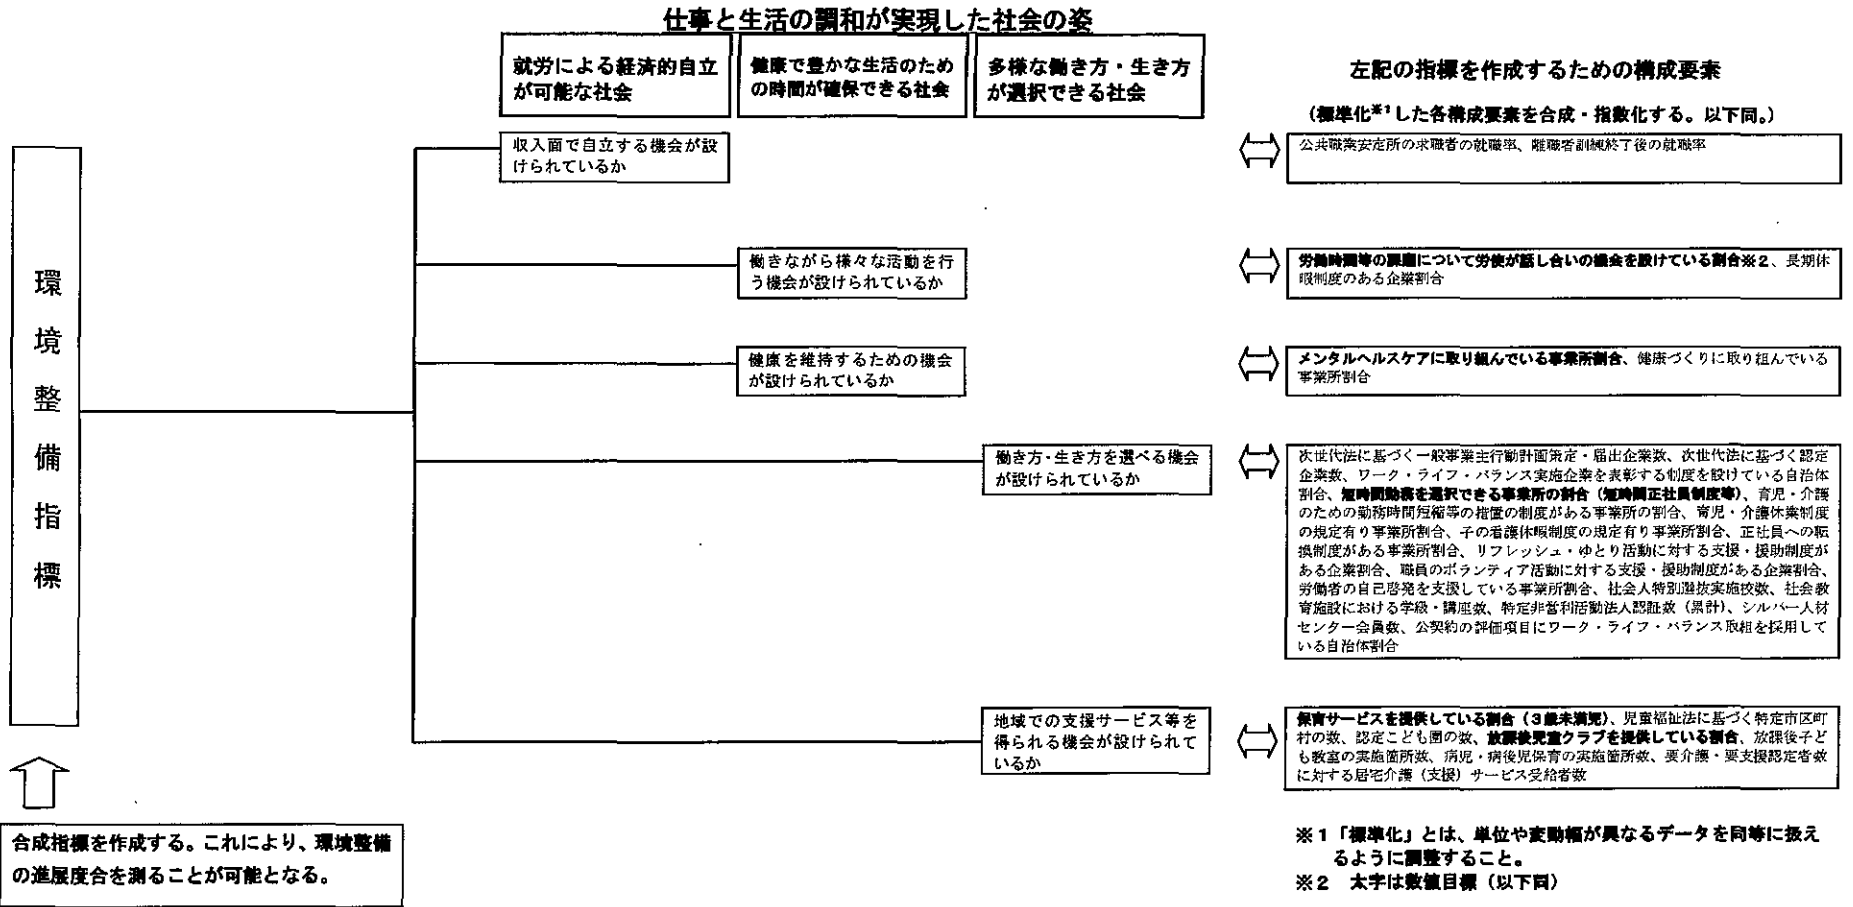 仕事と生活の調和が実現した社会の姿
就労による経済的自立
が可能な社会
健康で豊かな生活のため
の時間が確保できる社会
多様な働き方・生き方
が選択できる社会
左記の指標を作成するための構成要素
(標準化※1した各構成要素を合成・指数化する。以下同。)
環境整備指標
収入面で自立する機会が設
けられているか
公共職業安定所の求職者の就職率、離職者訓練終了後の就職率
働きながら様々な活動を行
う機会が設けられているか
労働時間等の課題について労使が話し合いの機会を設けている割合※2、長期休
暇制度のある企業割合
健康を維持するための機会
が設けられているか
メンタルヘルスケアに取り組んでいる事業所割合、健康づくりに取り組んでいる
事業所割合
働き方・生き方を選べる機会
が設けられているか
次世代法に基づく一般事業主行動計画策定・届出企業数、次世代法に基づく認定
企業数、ワーク・ライフ・バランス実施企業を表彰する制度を設けている自治体
割合、短時間勤務を選択できる事業所の割合(短時間正社員制度等)、育児・介護
のための勤務時間短縮等の措置の制度がある事業所の割合、育児・介護休業制度
の規定有り事業所割合、子の看護休暇制度の規定有り事業所割合、正社員への転
換制度がある事業所割合、リフレッシュ・ゆとり活動に対する支援・援助制度が
ある企業割合、職員のボランティア活動に対する支援・援助制度がある企業割合、
労働者の自己啓発を支援している事業所割合、社会人特別選抜実施校数、社会教
育施設における学級・講座数、特定非営利活動法人認証数(累計)、シルバー人材
センター会員数、公契約の評価項目にワーク・ライフ・バランス取組を採用して
いる自治体割合
地域での支援サービス等を
得られる機会が設けられて
いるか
保育サービスを提供している割合(3歳未満児)、児童福祉法に基づく特定市区町
村の数、認定こども園の数、放課後児童クラブを提供している割合、放課後子ど
も教室の実施箇所数、病児・病後児保育の実施箇所数、要介護・要支援認定者数
に対する居宅介護(支援)サービス受給者数
合成指標を作成する。これにより、環境整備
の進展度合を測ることが可能となる。
※1「標準化」とは、単位や変動幅が異なるデータを同等に扱え
るように調整すること。
※2 太字は数値目標(以下同)